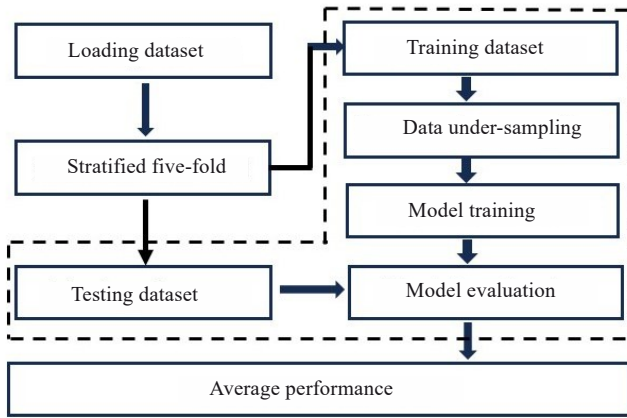 Loading dataset
Training dataset
Data under-sampling
Stratified five-fold
Model training
Testing dataset
Model evaluation
Average performance